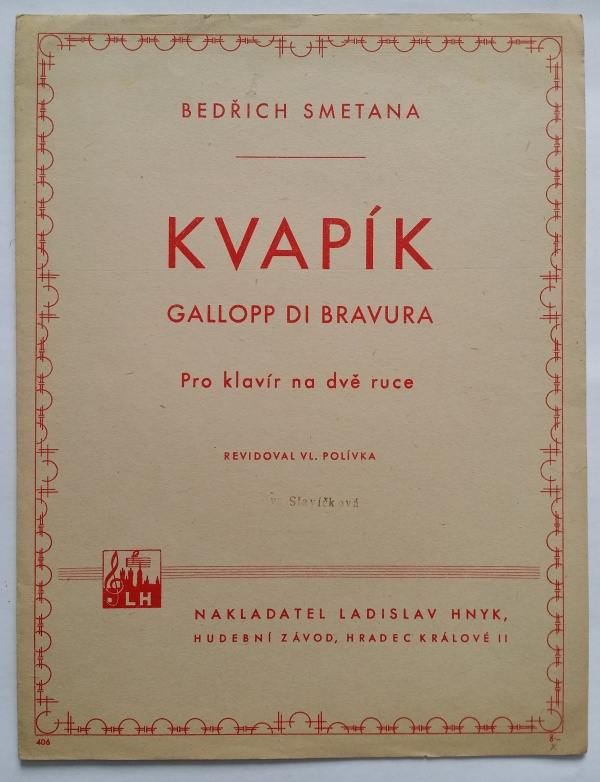 BEDŘICH SMETANA
KVAPÍK
GALLOPP DI BRAVURA
Pro klavír na dvě ruce
REVIDOVAL VL. POLÍVKA
Slavíčková
LH
NAKLADATEL LADISLAV HNYK,
HUDEBNÍ ZÁVOD, HRADEC KRÁLOVÉ II
406
8·–